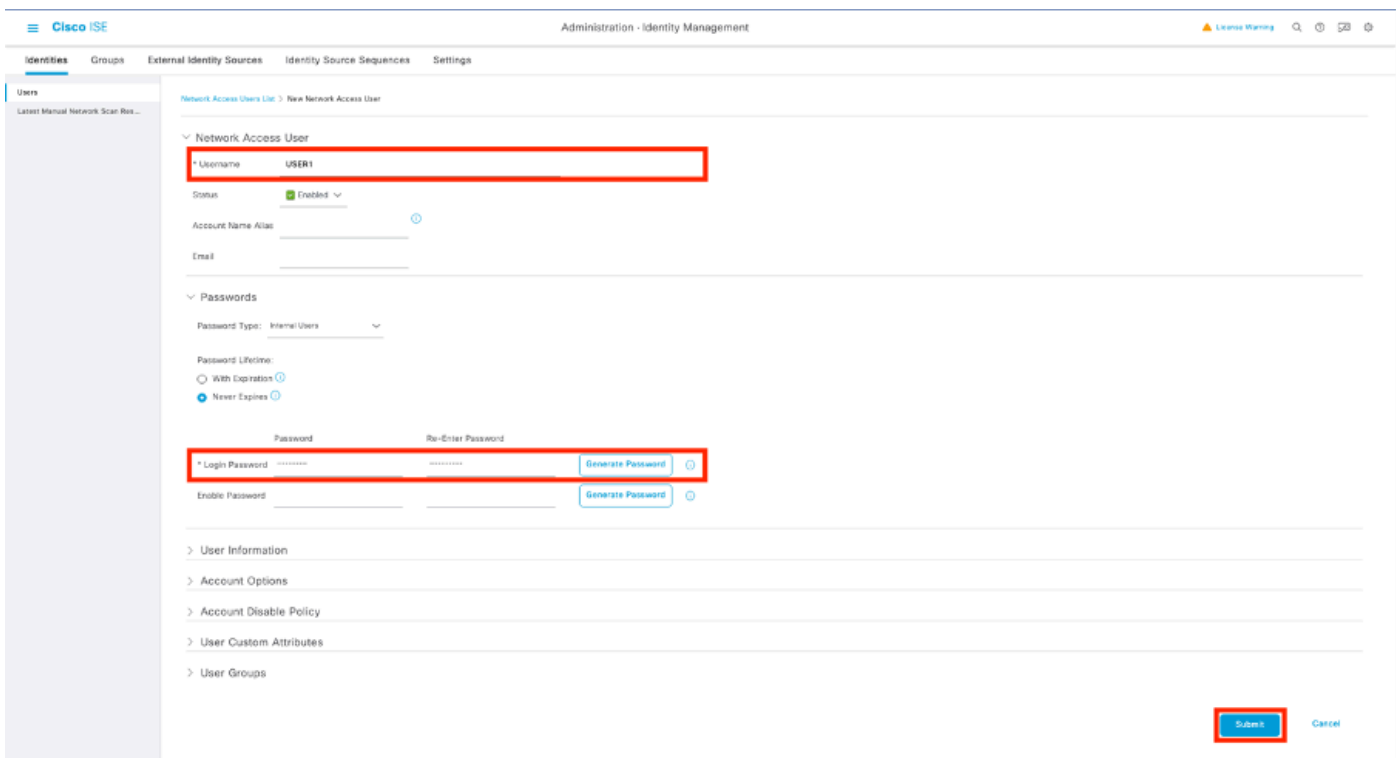 Cisco ISE
Administration - Identity Management
License Warning
Identities Groups External Identity Sources Identity Source Sequences Settings
Users
Latest Manual Network Scan Res...
Network Access Users List > New Network Access User
Network Access User
* Username USER1
Status Enabled
Account Name Alias
Email
Passwords
Password Type: Internal Users
Password Lifetime:
With Expiration
Never Expires
Password Re-Enter Password
* Login Password ········ ········· Generate Password
Enable Password Generate Password
User Information
Account Options
Account Disable Policy
User Custom Attributes
User Groups
Submit Cancel